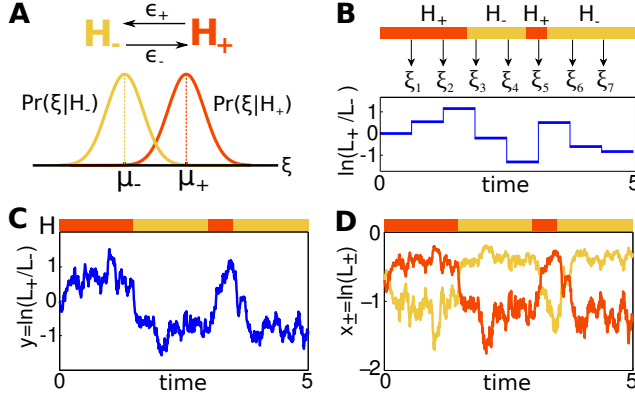 A
ϵ+
H- H+
ϵ-
Pr(ξ|H-) Pr(ξ|H+)
ξ
μ- μ+
B
H+ H- H+ H-
ξ1 ξ2 ξ3 ξ4 ξ5 ξ6 ξ7
ln(L+/L-)
1
0
-1
0 time 5
C
H
y=ln(L+/L-)
1
0
-1
0 time 5
D
x±=ln(L±)
0
-1
-2
0 time 5